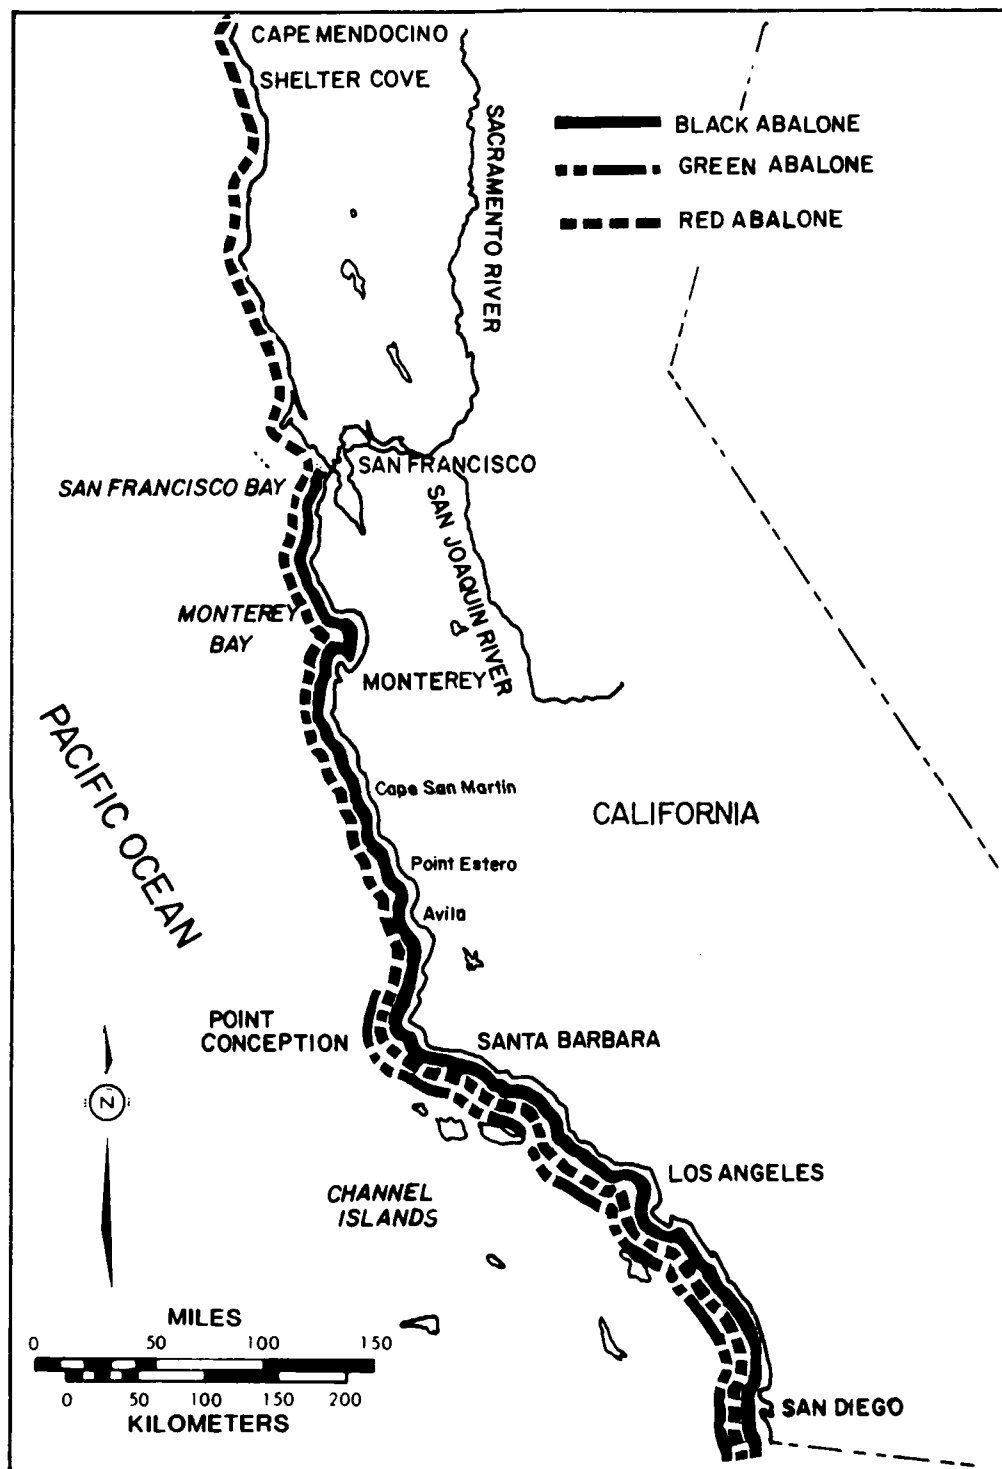 CAPE MENDOCINO
SHELTER COVE
SACRAMENTO RIVER
BLACK ABALONE
GREEN ABALONE
RED ABALONE
SAN FRANCISCO
SAN FRANCISCO BAY
SAN JOAQUIN RIVER
MONTEREY
BAY
MONTEREY
PACIFIC OCEAN
Cape San Martin
CALIFORNIA
Point Estero
Avila
POINT
CONCEPTION
SANTA BARBARA
N
LOS ANGELES
CHANNEL
ISLANDS
MILES
0 50 100 150
0 50 100 150 200
KILOMETERS
SAN DIEGO